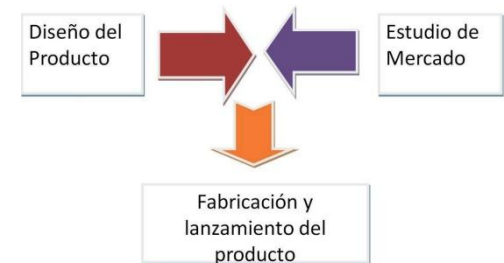 Diseño del
Producto
Estudio de
Mercado
Fabricación y
lanzamiento del
producto